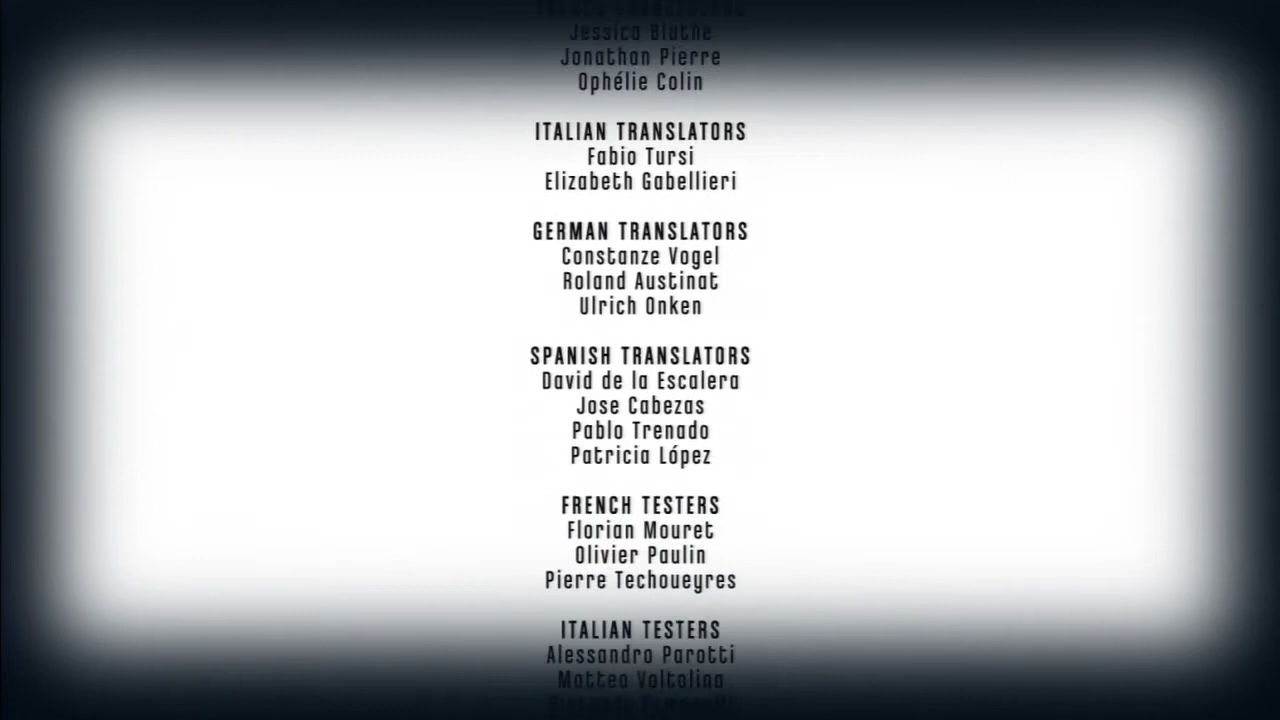 Jessica Bluthe
Jonathan Pierre
Ophélie Colin
ITALIAN TRANSLATORS
Fabio Tursi
Elizabeth Gabellieri
GERMAN TRANSLATORS
Constanze Vogel
Roland Austinat
Ulrich Onken
SPANISH TRANSLATORS
David de la Escalera
Jose Cabezas
Pablo Trenado
Patricia López
FRENCH TESTERS
Florian Mouret
Olivier Paulin
Pierre Techoueyres
ITALIAN TESTERS
Alessandro Parotti
Matteo Voltolina